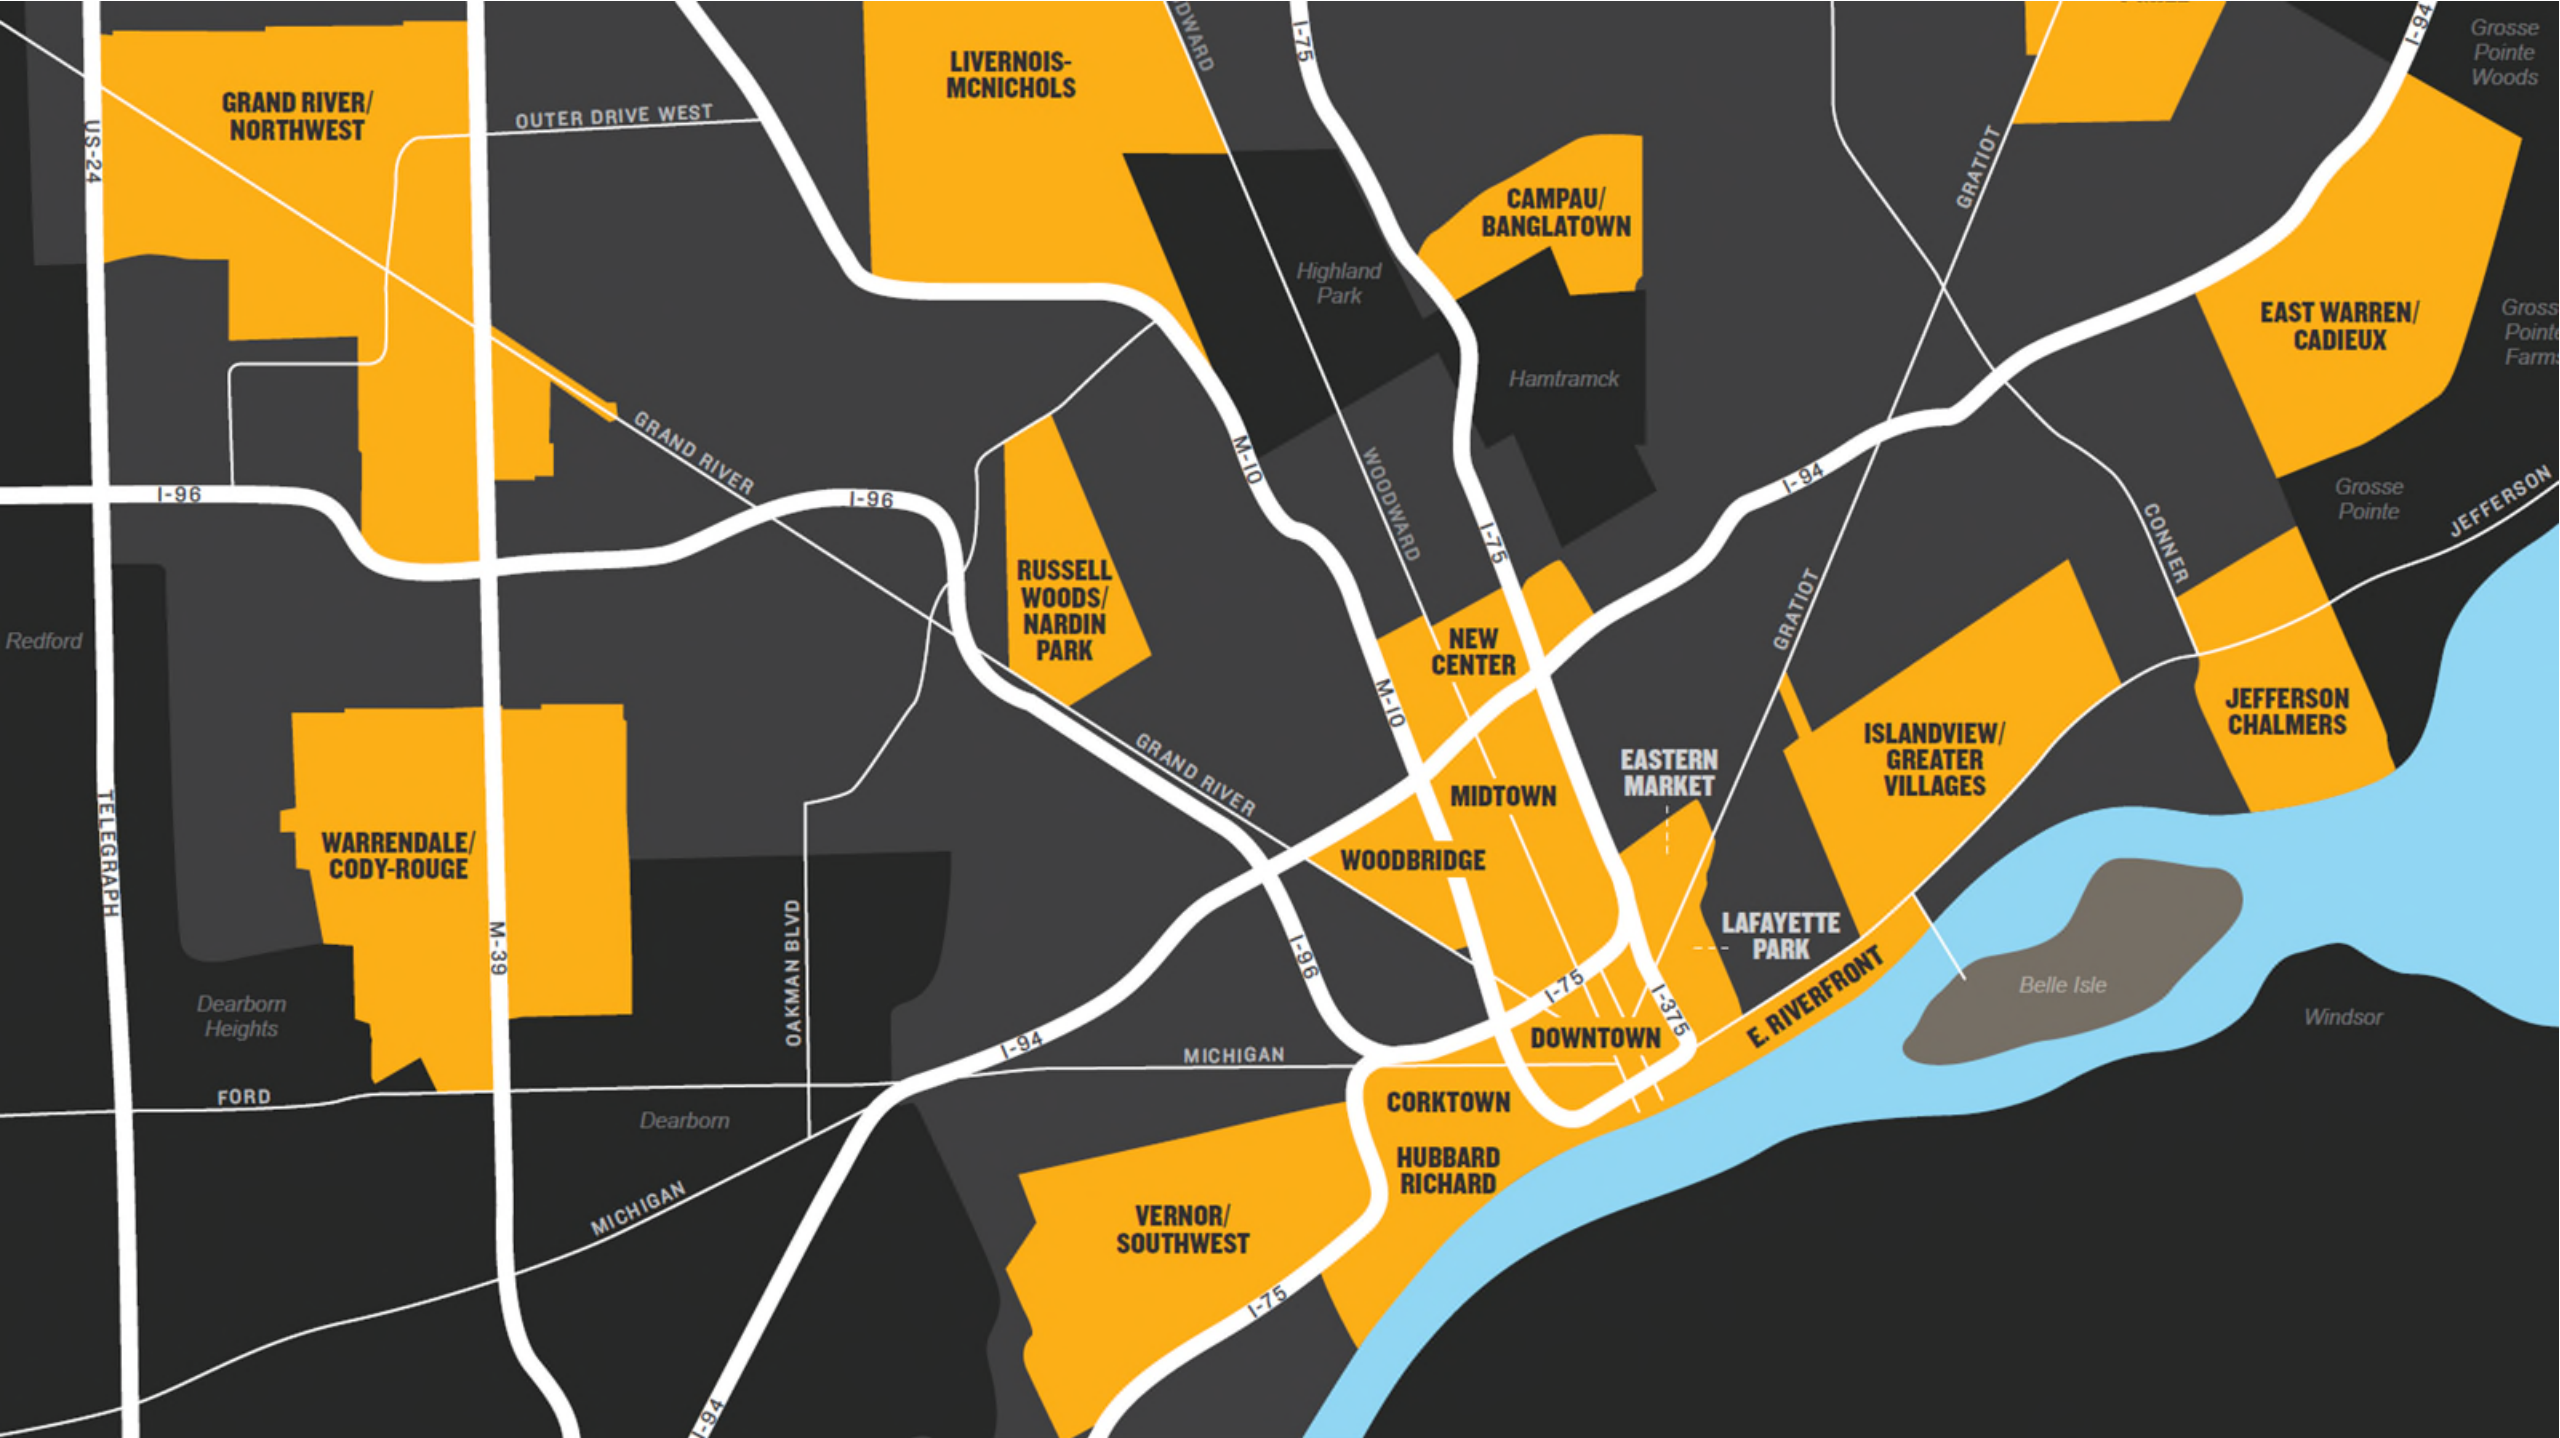 I-94
Grosse
Pointe
Woods
I-75
LIVERNOIS-
MCNICHOLS
GRAND RIVER/
NORTHWEST
OUTER DRIVE WEST
US-24
GRATIOT
CAMPAU/
BANGLATOWN
Highland
Park
EAST WARREN/
CADIEUX
Hamtramck
GRAND RIVER
M-10
WOODWARD
I-94
I-96
I-96
Grosse
Pointe
JEFFERSON
CONNER
I-75
RUSSELL
WOODS/
NARDIN
PARK
GRATIOT
Redford
NEW
CENTER
M-10
JEFFERSON
CHALMERS
ISLANDVIEW/
GREATER
VILLAGES
EASTERN
MARKET
GRAND RIVER
MIDTOWN
TELEGRAPH
WARRENDALE/
CODY-ROUGE
WOODBRIDGE
M-39
OAKMAN BLVD
I-96
LAFAYETTE
PARK
I-75
I-375
E. RIVERFRONT
Belle Isle
Windsor
Dearborn
Heights
DOWNTOWN
I-94
MICHIGAN
FORD
Dearborn
CORKTOWN
HUBBARD
RICHARD
MICHIGAN
VERNOR/
SOUTHWEST
I-75
I-94